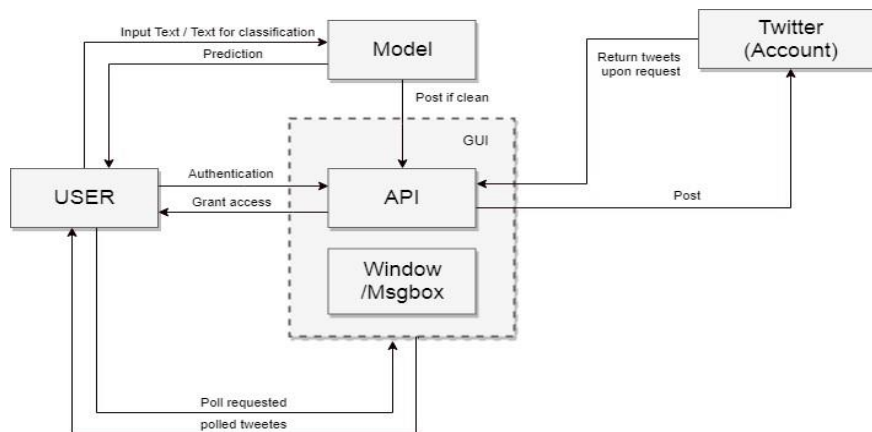 Input Text / Text for classification
Prediction
Model
Twitter
(Account)
Return tweets
upon request
Post if clean
GUI
USER
Authentication
Grant access
API
Post
Window
/Msgbox
Poll requested
polled tweetes